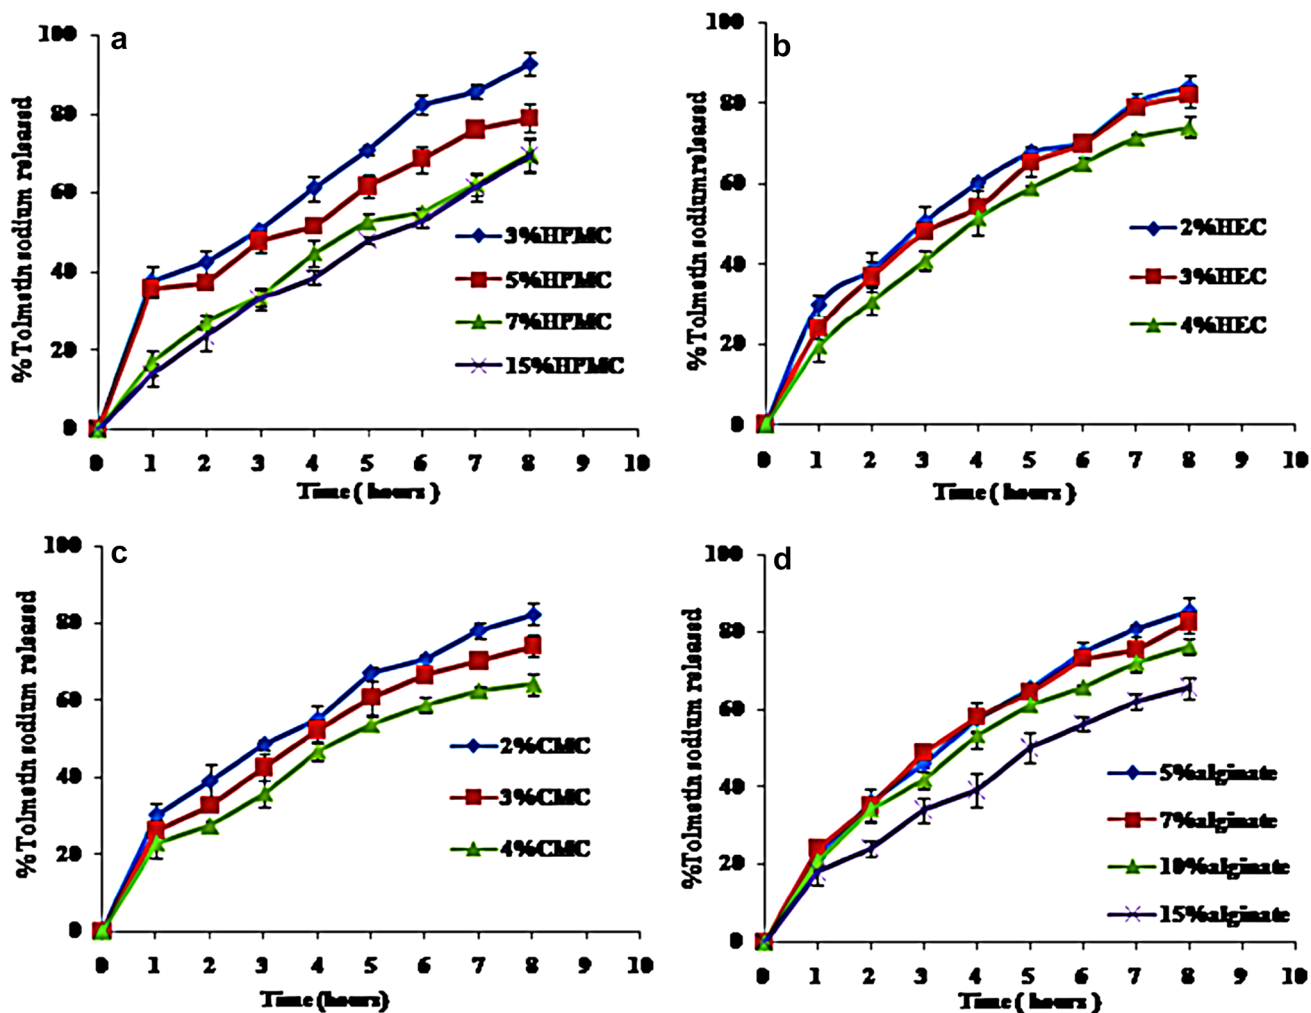 a
100
80
60
40
20
0
0 1 2 3 4 5 6 7 8 9 10
%Tolmetin sodium released
Time ( hours )
3%HPMC
5%HPMC
7%HPMC
15%HPMC
b
100
80
60
40
20
0
0 1 2 3 4 5 6 7 8 9 10
%Tolmetin sodium released
Time ( hours )
2%HEC
3%HEC
4%HEC
c
100
80
60
40
20
0
0 1 2 3 4 5 6 7 8 9 10
%Tolmetin sodium released
Time (hours)
2%CMC
3%CMC
4%CMC
d
100
80
60
40
20
0
0 1 2 3 4 5 6 7 8 9 10
%Tolmetin sodium released
Time ( hours )
5%alginate
7%alginate
10%alginate
15%alginate